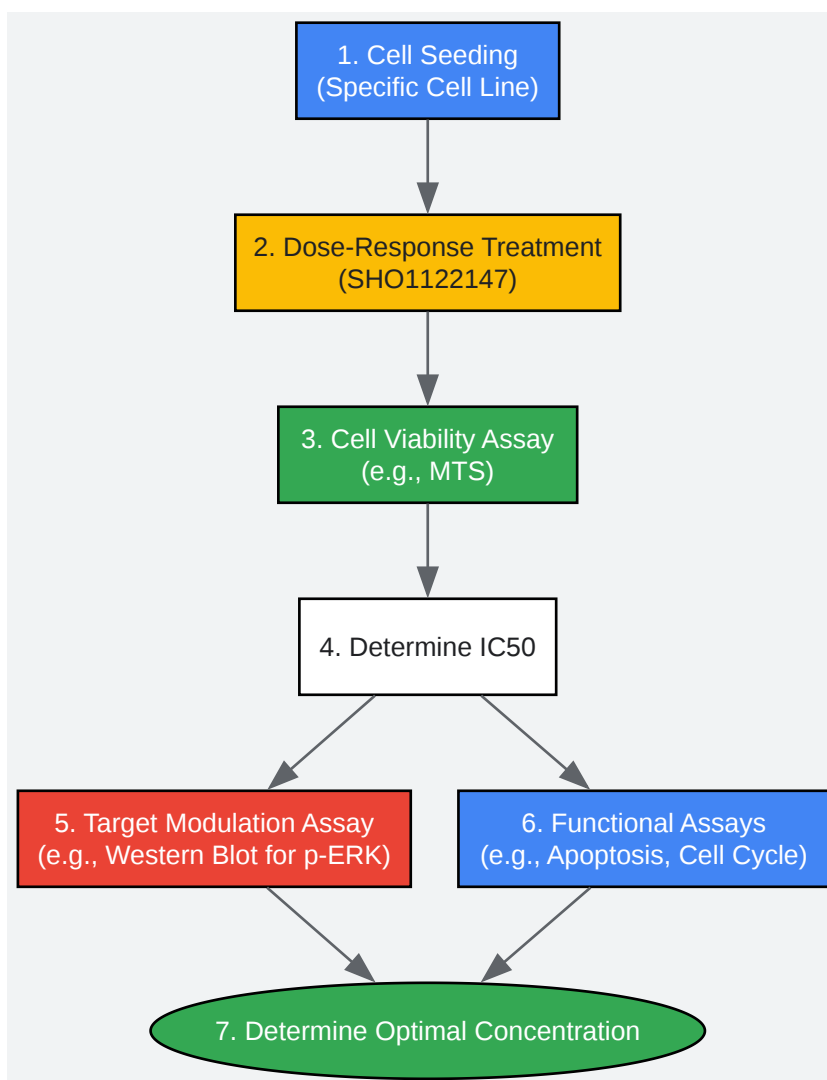 1. Cell Seeding
(Specific Cell Line)
2. Dose-Response Treatment
(SHO1122147)
3. Cell Viability Assay
(e.g., MTS)
4. Determine IC50
5. Target Modulation Assay
(e.g., Western Blot for p-ERK)
6. Functional Assays
(e.g., Apoptosis, Cell Cycle)
7. Determine Optimal Concentration